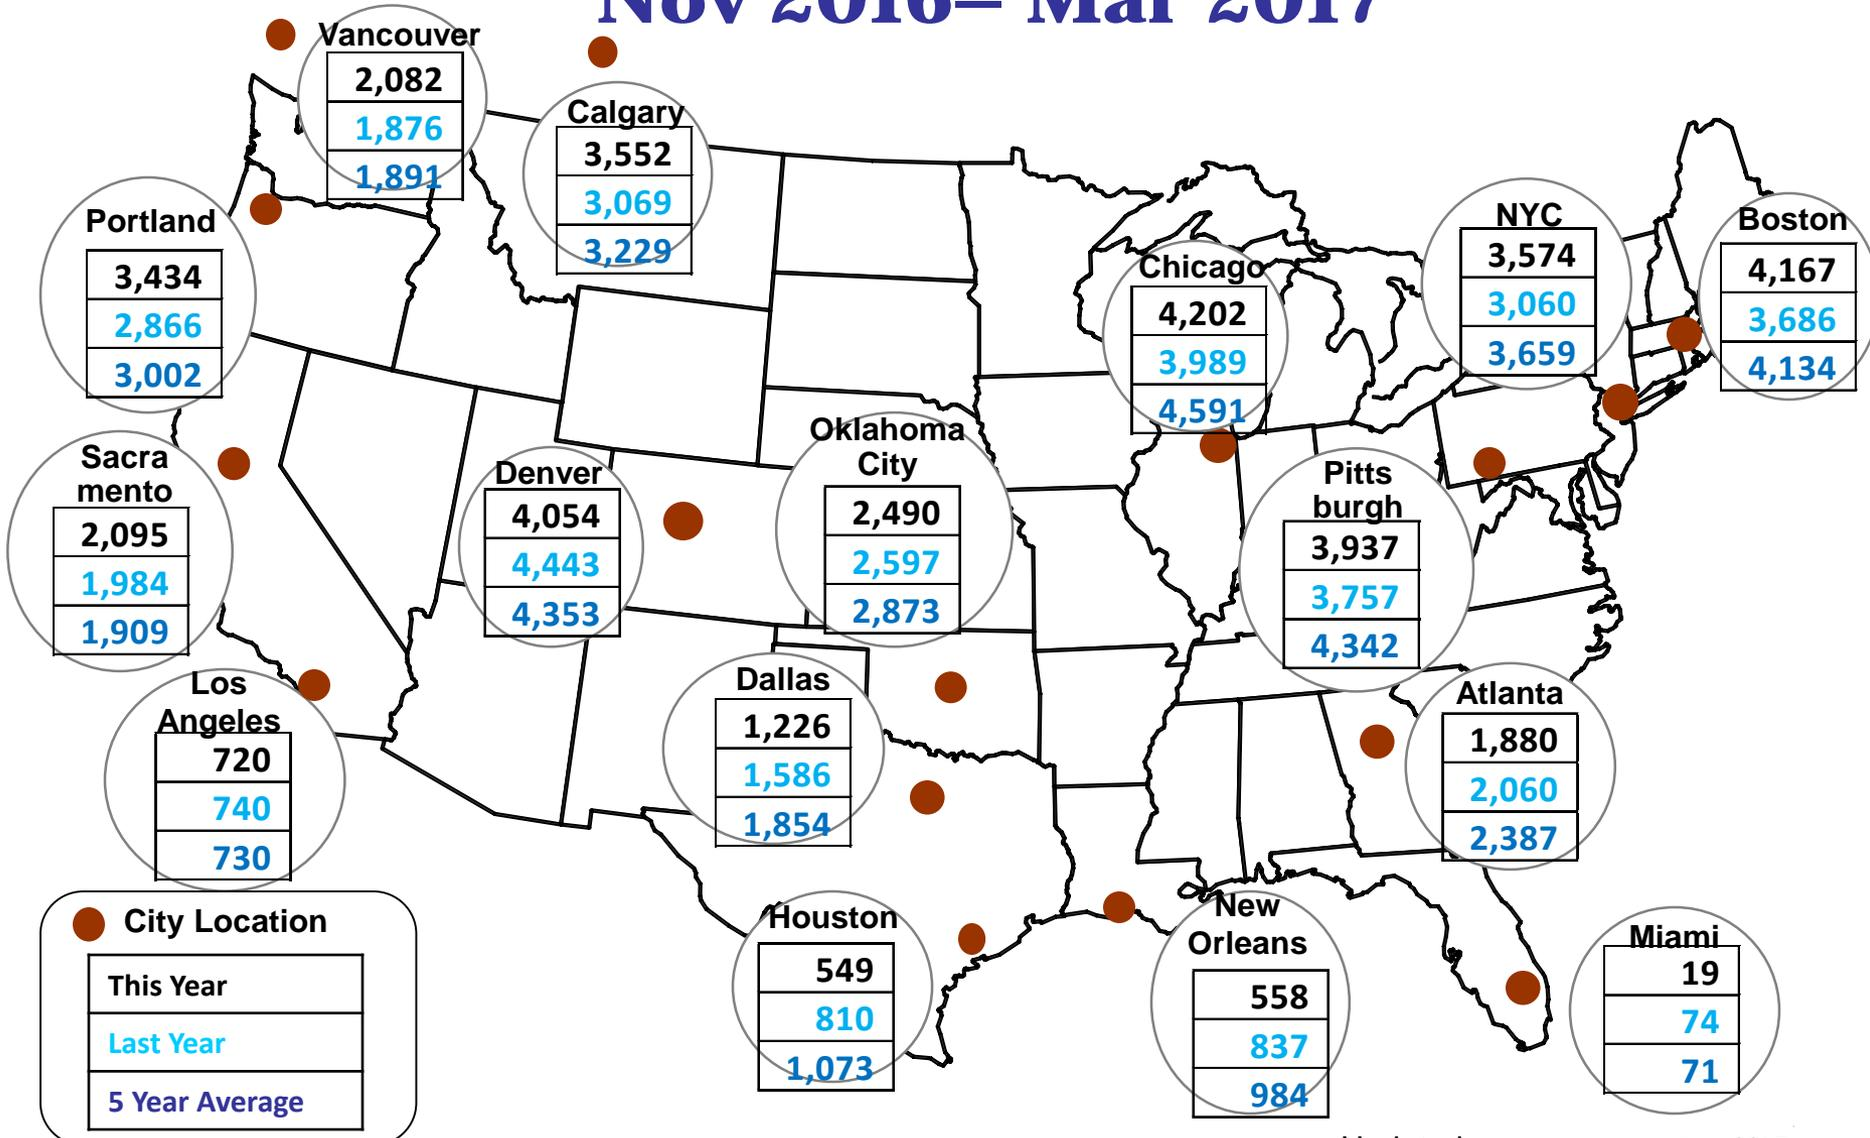 Nov 2016– Mar 2017
Vancouver
2,082
1,876
1,891
Calgary
3,552
3,069
3,229
Portland
3,434
2,866
3,002
Chicago
4,202
3,989
4,591
NYC
3,574
3,060
3,659
Boston
4,167
3,686
4,134
Sacra
mento
2,095
1,984
1,909
Denver
4,054
4,443
4,353
Oklahoma
City
2,490
2,597
2,873
Pitts
burgh
3,937
3,757
4,342
Los
Angeles
720
740
730
Dallas
1,226
1,586
1,854
Atlanta
1,880
2,060
2,387
Houston
549
810
1,073
New
Orleans
558
837
984
Miami
19
74
71
City Location
This Year
Last Year
5 Year Average